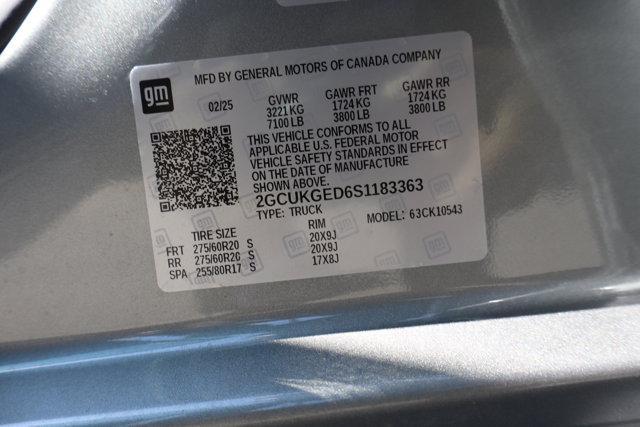 MFD BY GENERAL MOTORS OF CANADA COMPANY
gm
02/25 GVWR GAWR FRT GAWR RR
3221 KG 1724 KG 1724 KG
7100 LB 3800 LB 3800 LB
THIS VEHICLE CONFORMS TO ALL
APPLICABLE U.S. FEDERAL MOTOR
VEHICLE SAFETY STANDARDS IN EFFECT
ON THE DATE OF MANUFACTURE
SHOWN ABOVE.
2GCUKGED6S1183363
TYPE: TRUCK MODEL: 63CK10543
TIRE SIZE RIM
FRT 275/60R20 S 20X9J
RR 275/60R20 S 20X9J
SPA 255/80R17 S 17X8J